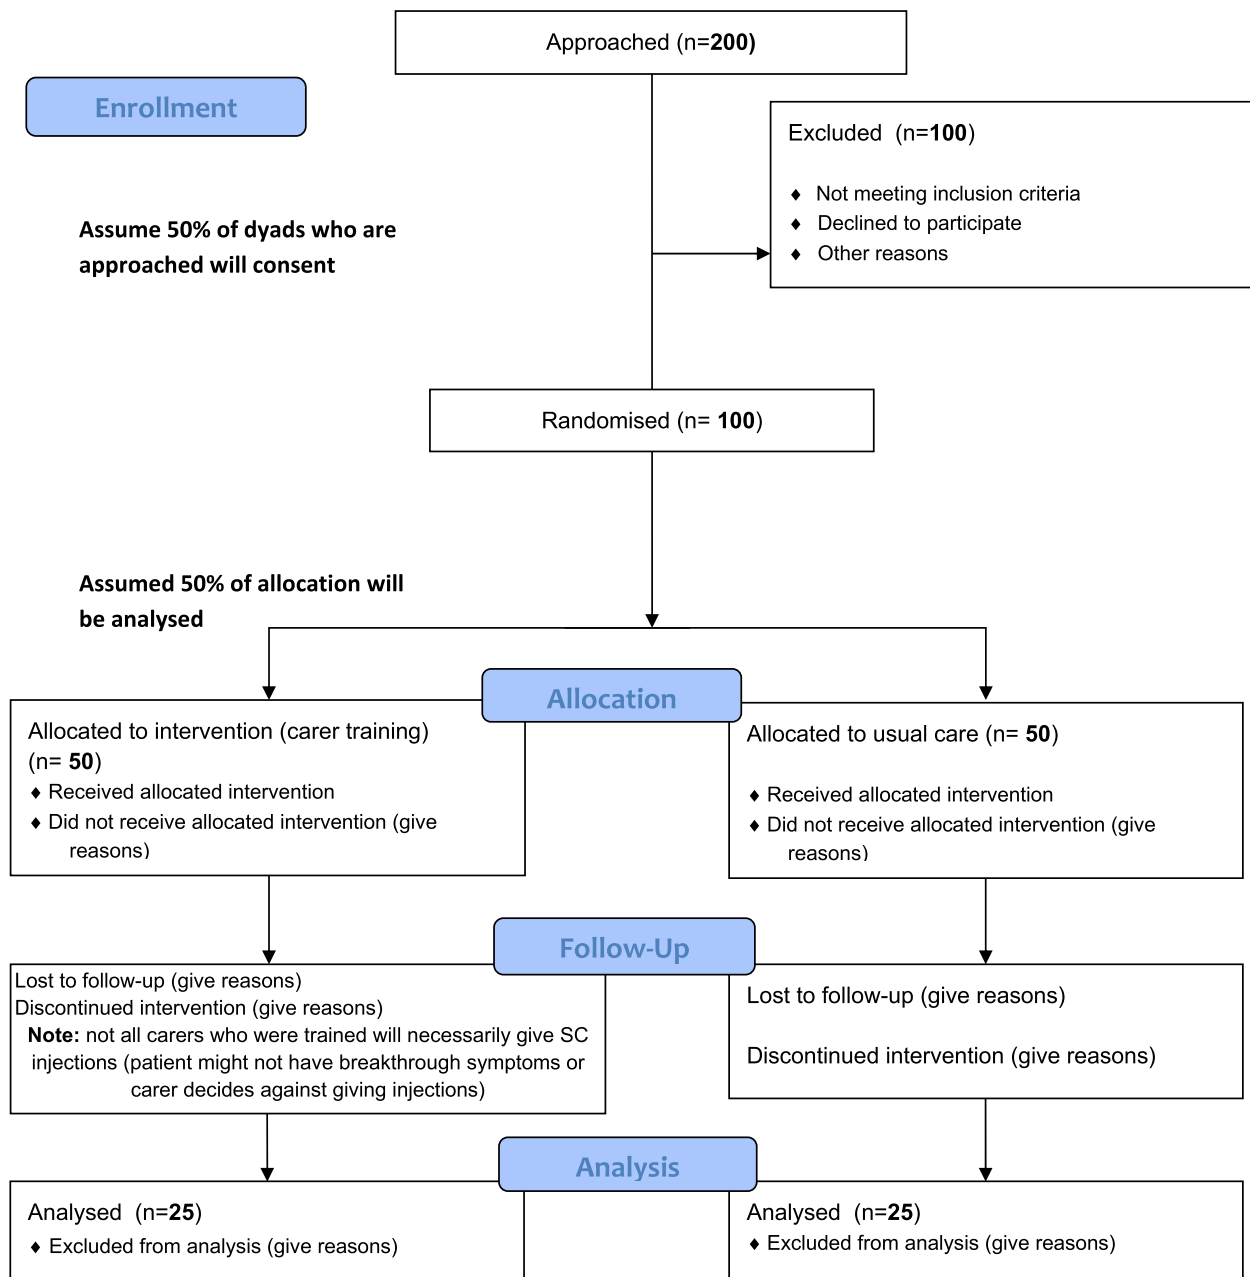 Approached (n=200)
Enrollment
Excluded (n=100)
♦ Not meeting inclusion criteria
♦ Declined to participate
♦ Other reasons
Assume 50% of dyads who are
approached will consent
Randomised (n= 100)
Assumed 50% of allocation will
be analysed
Allocation
Allocated to intervention (carer training)
(n= 50)
♦ Received allocated intervention
♦ Did not receive allocated intervention (give
reasons)
Allocated to usual care (n= 50)
♦ Received allocated intervention
♦ Did not receive allocated intervention (give
reasons)
Follow-Up
Lost to follow-up (give reasons)
Discontinued intervention (give reasons)
Note: not all carers who were trained will necessarily give SC
injections (patient might not have breakthrough symptoms or
carer decides against giving injections)
Lost to follow-up (give reasons)
Discontinued intervention (give reasons)
Analysis
Analysed (n=25)
♦ Excluded from analysis (give reasons)
Analysed (n=25)
♦ Excluded from analysis (give reasons)